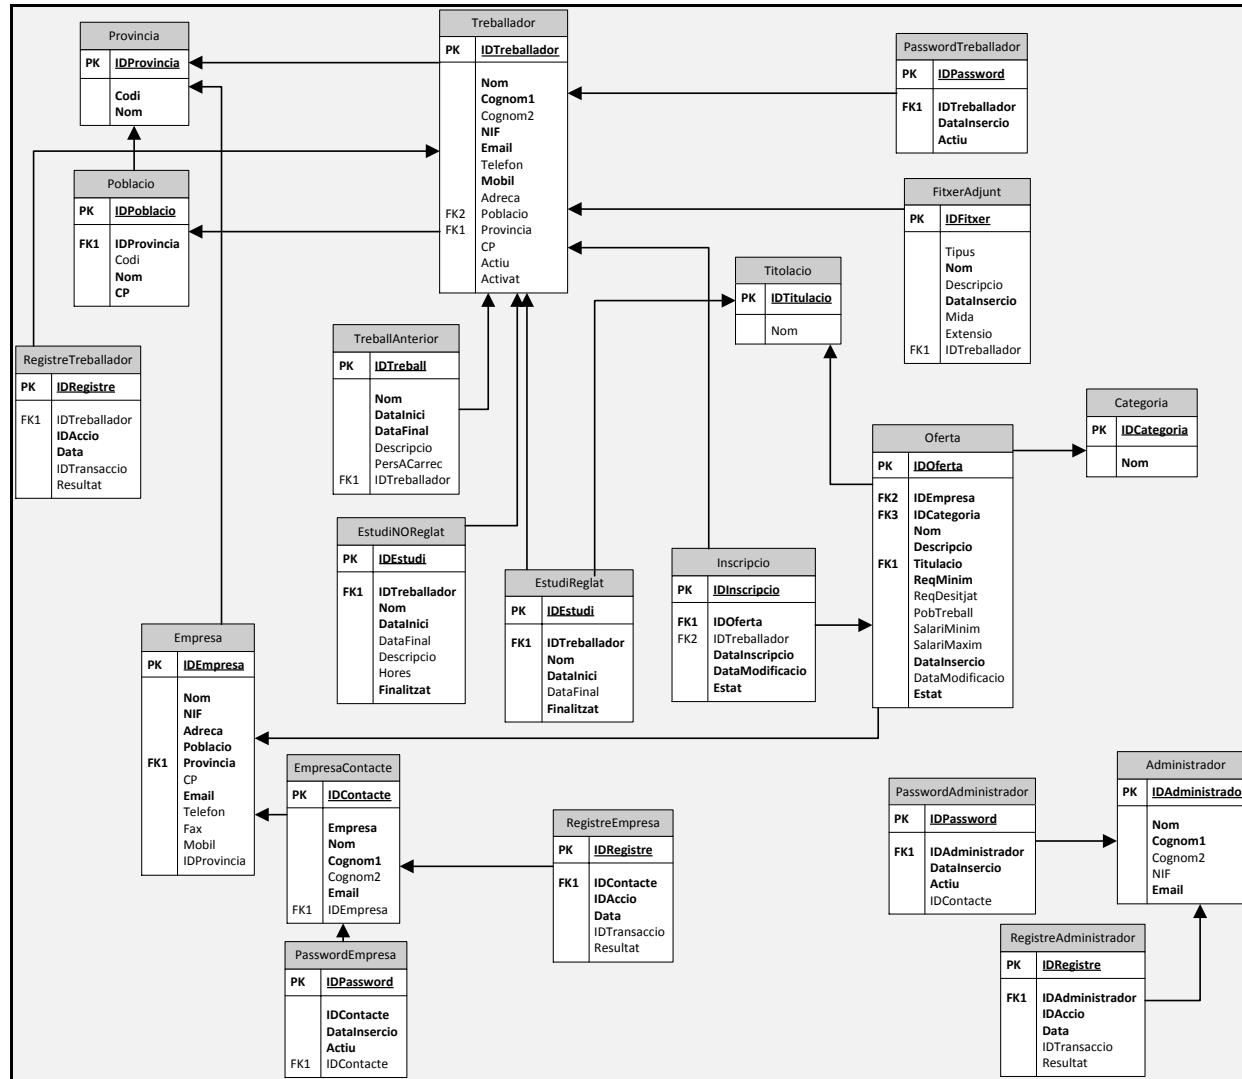 Provincia
PK IDProvincia
Codi
Nom
Treballador
PK IDTreballador
Nom
Cognom1
Cognom2
NIF
Email
Telefon
Mobil
Adreca
FK2 Poblacio
FK1 Provincia
CP
Actiu
Activat
PasswordTreballador
PK IDPassword
FK1 IDTreballador
DataInsercio
Actiu
Poblacio
PK IDPoblacio
FK1 IDProvincia
Codi
Nom
CP
FitxerAdjunt
PK IDFitxer
Tipus
Nom
Descripcio
DataInsercio
Mida
Extensio
FK1 IDTreballador
Titolacio
PK IDTitulacio
Nom
RegistreTreballador
PK IDRegistre
FK1 IDTreballador
IDAccio
Data
IDTransaccio
Resultat
TreballAnterior
PK IDTreball
Nom
DataInici
DataFinal
Descripcio
PersACarrec
FK1 IDTreballador
Categoria
PK IDCategoria
Nom
Oferta
PK IDOferta
FK2 IDEmpresa
FK3 IDCategoria
Nom
Descripcio
FK1 Titulacio
ReqMinim
ReqDesitjat
PobTreball
SalariMinim
SalariMaxim
DataInsercio
DataModificacio
Estat
EstudiNOReglat
PK IDEstudi
FK1 IDTreballador
Nom
DataInici
DataFinal
Descripcio
Hores
Finalitzat
EstudiReglat
PK IDEstudi
FK1 IDTreballador
Nom
DataInici
DataFinal
Finalitzat
Inscripcio
PK IDInscripcio
FK1 IDOferta
FK2 IDTreballador
DataInscripcio
DataModificacio
Estat
Empresa
PK IDEmpresa
Nom
NIF
Adreca
Poblacio
FK1 Provincia
CP
Email
Telefon
Fax
Mobil
IDProvincia
EmpresaContacte
PK IDContacte
Empresa
Nom
Cognom1
Cognom2
Email
FK1 IDEmpresa
RegistreEmpresa
PK IDRegistre
FK1 IDContacte
IDAccio
Data
IDTransaccio
Resultat
PasswordAdministrador
PK IDPassword
FK1 IDAdministrador
DataInsercio
Actiu
IDContacte
Administrador
PK IDAdministrador
Nom
Cognom1
Cognom2
NIF
Email
PasswordEmpresa
PK IDPassword
IDContacte
DataInsercio
Actiu
FK1 IDContacte
RegistreAdministrador
PK IDRegistre
FK1 IDAdministrador
IDAccio
Data
IDTransaccio
Resultat